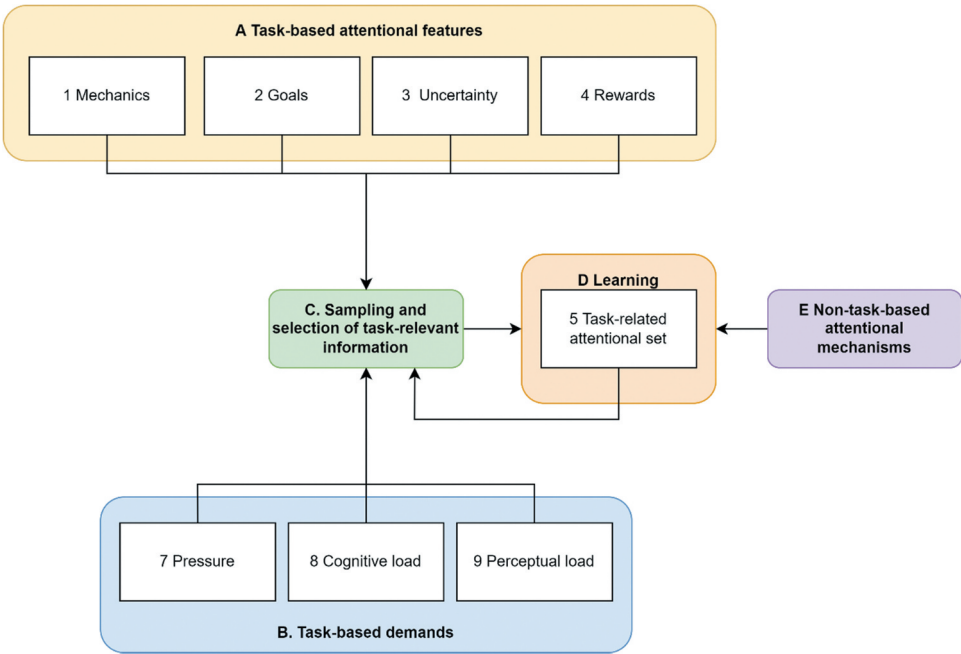 A Task-based attentional features
1 Mechanics
2 Goals
3 Uncertainty
4 Rewards
C. Sampling and
selection of task-relevant
information
D Learning
5 Task-related
attentional set
E Non-task-based
attentional
mechanisms
7 Pressure
8 Cognitive load
9 Perceptual load
B. Task-based demands